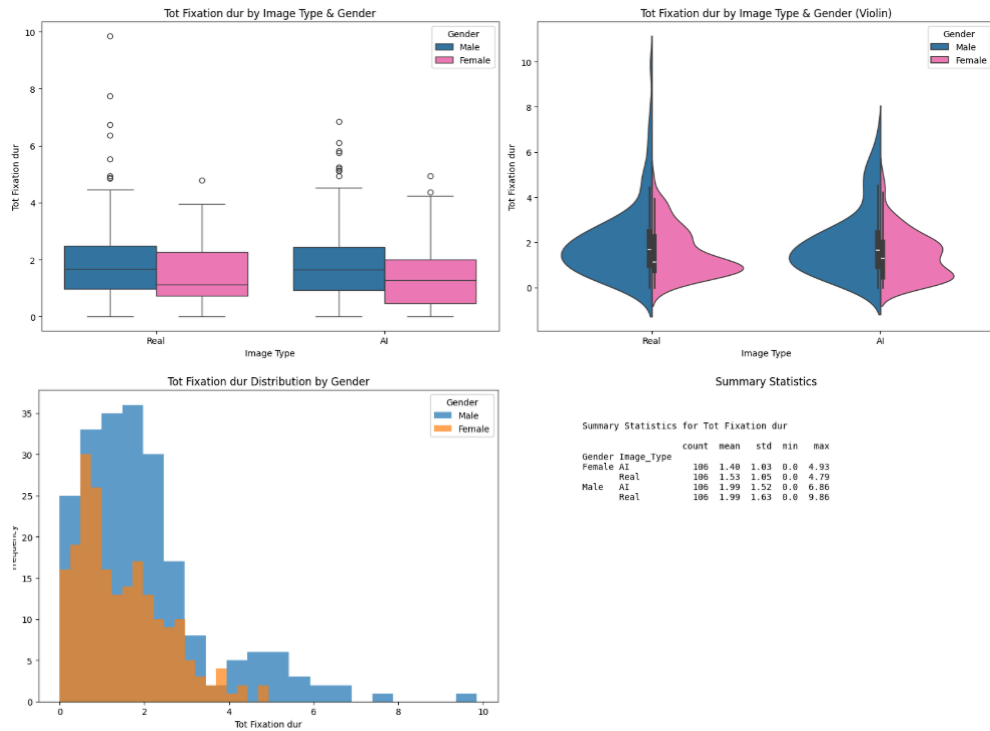 Tot Fixation dur by Image Type & Gender
Gender
Male
Female
10
8
6
4
2
0
Tot Fixation dur
Real
AI
Image Type
Tot Fixation dur by Image Type & Gender (Violin)
Gender
Male
Female
10
8
6
4
2
0
Tot Fixation dur
Real
AI
Image Type
Tot Fixation dur Distribution by Gender
Gender
Male
Female
35
30
25
20
15
10
5
0
0
2
4
6
8
10
Tot Fixation dur
Summary Statistics
Summary Statistics for Tot Fixation dur
count mean std min max
Gender Image_Type
Female AI 106 1.40 1.03 0.0 4.93
Real 106 1.53 1.05 0.0 4.79
Male AI 106 1.99 1.52 0.0 6.86
Real 106 1.99 1.63 0.0 9.86